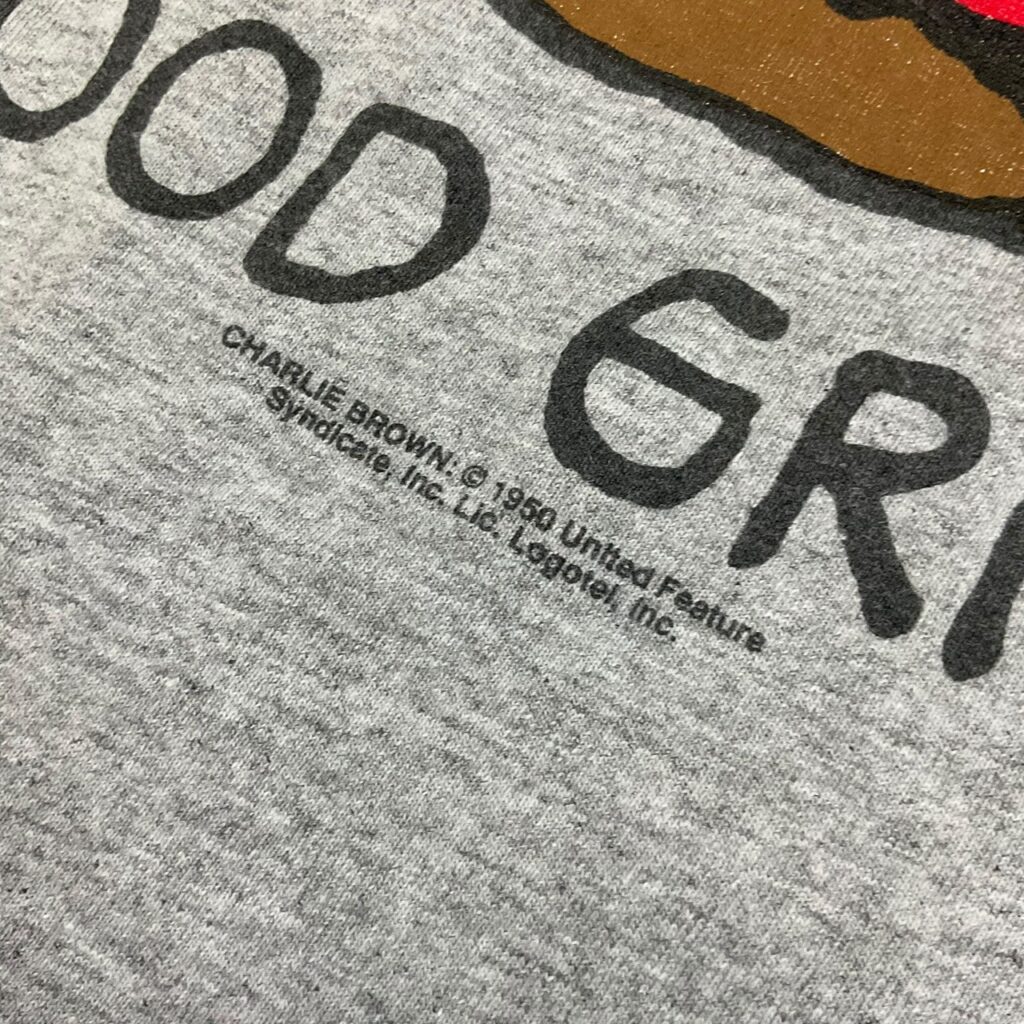 OOD GRI
CHARLIE BROWN: © 1950 United Feature
Syndicate, Inc. Lic. Logotel, Inc.